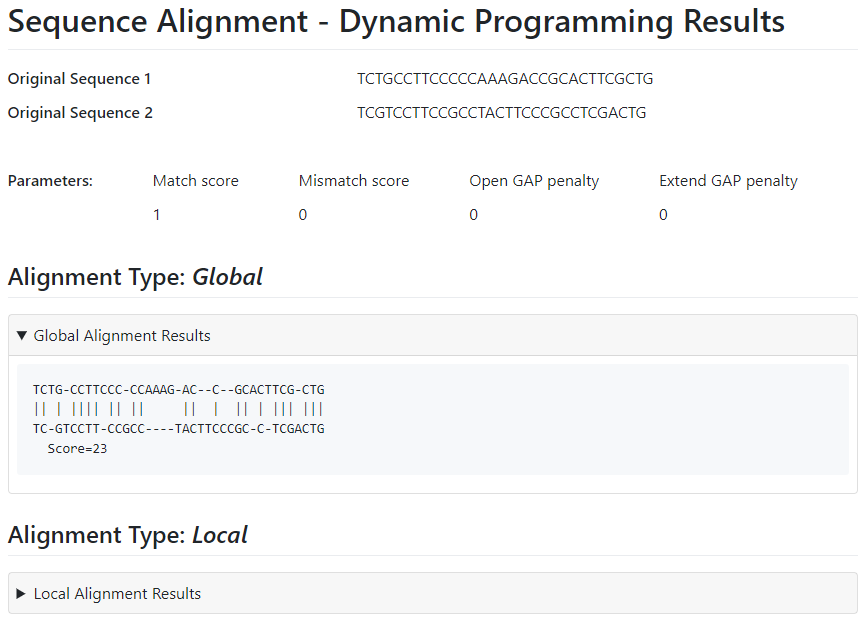 Sequence Alignment - Dynamic Programming Results
Original Sequence 1 TCTGCCTTCCCCCAAAGACCGCACTTCGCTG
Original Sequence 2 TCGTCCTTCCGCCTACTTCCCGCCTCGACTG
Parameters: Match score Mismatch score Open GAP penalty Extend GAP penalty
1 0 0 0
Alignment Type: Global
▼ Global Alignment Results
TCTG-CCTTCCC-CCAAAG-AC--C--GCACTTCG-CTG
|| | |||| || ||     ||  |  || | ||| |||
TC-GTCCTT-CCGCC----TACTTCCCGC-C-TCGACTG
Score=23
Alignment Type: Local
▶ Local Alignment Results